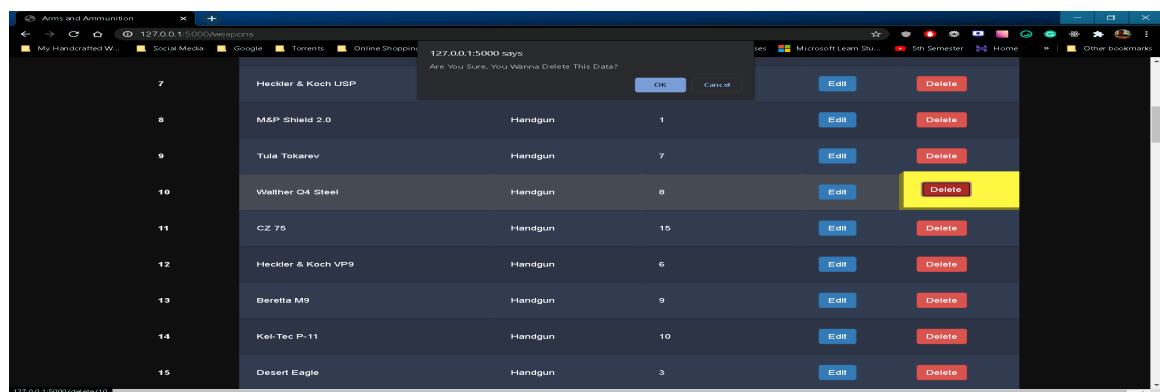 Arms and Ammunition
127.0.0.1:5000/weapons
My Handcrafted W... Social Media Google Torrents Online Shopping Microsoft Learn Stu... 5th Semester Home » Other bookmarks
127.0.0.1:5000 says
Are You Sure, You Wanna Delete This Data?
OK Cancel
7 Heckler & Koch USP Edit Delete
8 M&P Shield 2.0 Handgun 1 Edit Delete
9 Tula Tokarev Handgun 7 Edit Delete
10 Walther Q4 Steel Handgun 8 Edit Delete
11 CZ 75 Handgun 15 Edit Delete
12 Heckler & Koch VP9 Handgun 6 Edit Delete
13 Beretta M9 Handgun 9 Edit Delete
14 Kel-Tec P-11 Handgun 10 Edit Delete
15 Desert Eagle Handgun 3 Edit Delete
127.0.0.1:5000/delete/10